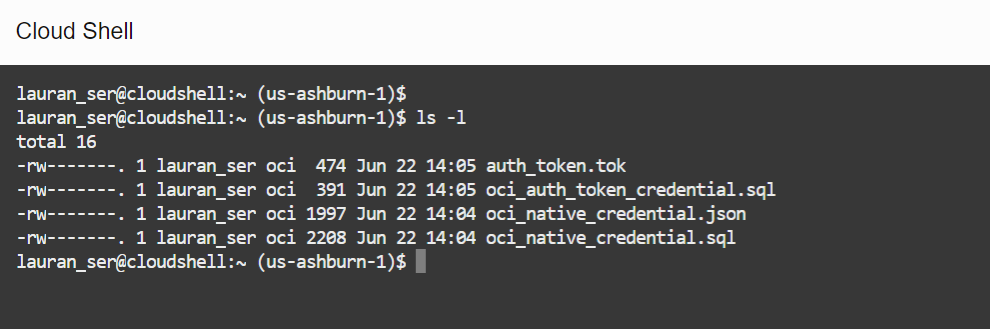 Cloud Shell
lauran_ser@cloudshell:~ (us-ashburn-1)$
lauran_ser@cloudshell:~ (us-ashburn-1)$ ls -l
total 16
-rw-------. 1 lauran_ser oci  474 Jun 22 14:05 auth_token.tok
-rw-------. 1 lauran_ser oci  391 Jun 22 14:05 oci_auth_token_credential.sql
-rw-------. 1 lauran_ser oci 1997 Jun 22 14:04 oci_native_credential.json
-rw-------. 1 lauran_ser oci 2208 Jun 22 14:04 oci_native_credential.sql
lauran_ser@cloudshell:~ (us-ashburn-1)$